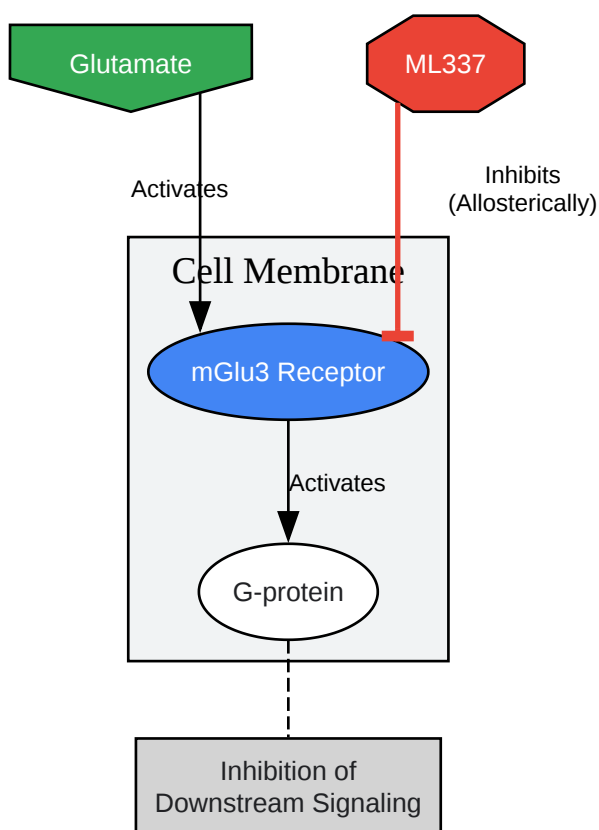 Glutamate
ML337
Activates
Inhibits
(Allosterically)
Cell Membrane
mGlu3 Receptor
Activates
G-protein
Inhibition of
Downstream Signaling